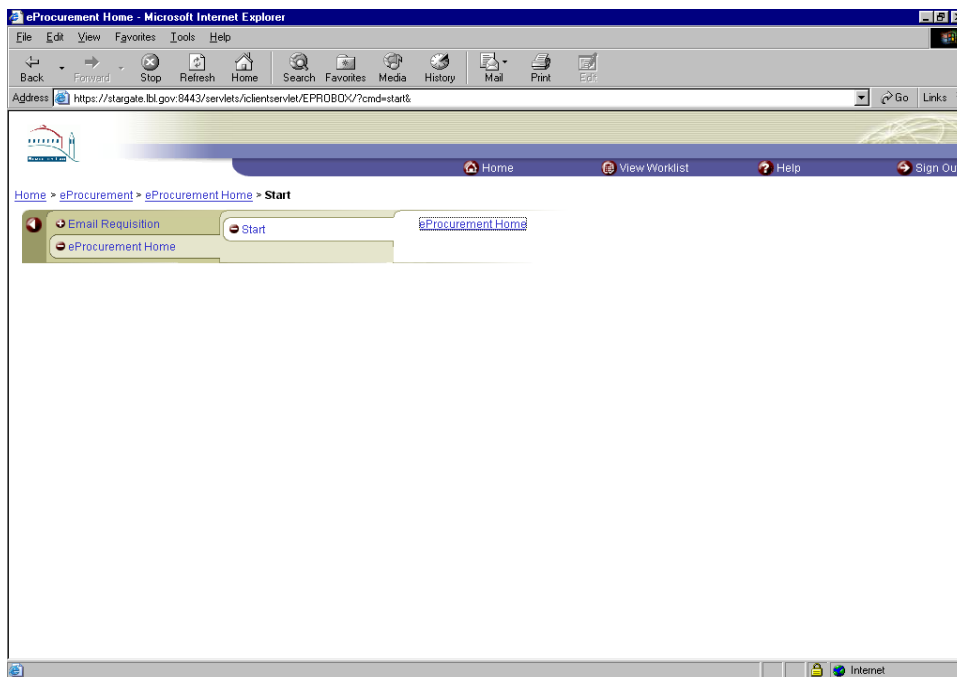 eProcurement Home - Microsoft Internet Explorer
File Edit View Favorites Tools Help
Back Forward Stop Refresh Home Search Favorites Media History Mail Print Edit
Address https://stargate.lbl.gov:8443/servlets/iclientservlet/EPROBOX/?cmd=start& Go Links
Home View Worklist Help Sign Ou
Home > eProcurement > eProcurement Home > Start
Email Requisition Start eProcurement Home
eProcurement Home
Internet